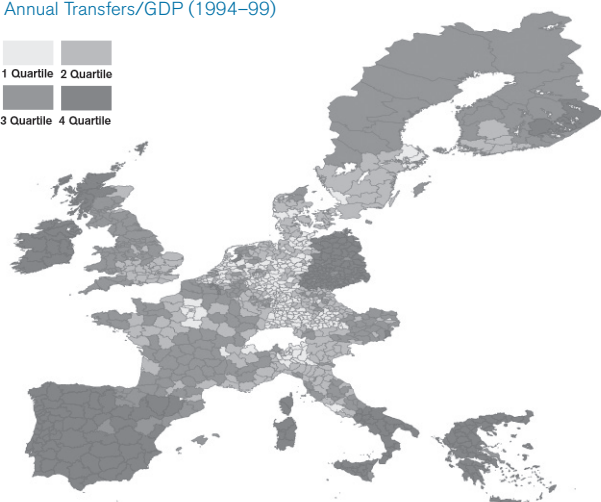 Annual Transfers/GDP (1994–99)
1 Quartile 2 Quartile
3 Quartile 4 Quartile